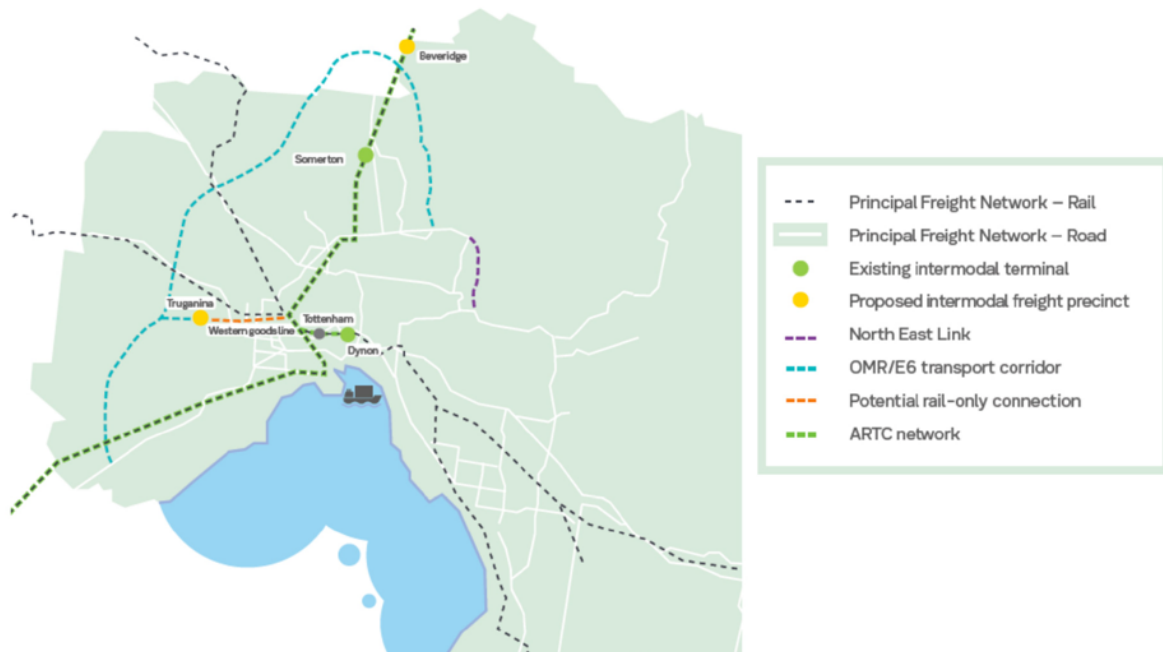 Beveridge
Somerton
Truganina
Western goods line
Tottenham
Dynon
Principal Freight Network – Rail
Principal Freight Network – Road
Existing intermodal terminal
Proposed intermodal freight precinct
North East Link
OMR/E6 transport corridor
Potential rail-only connection
ARTC network